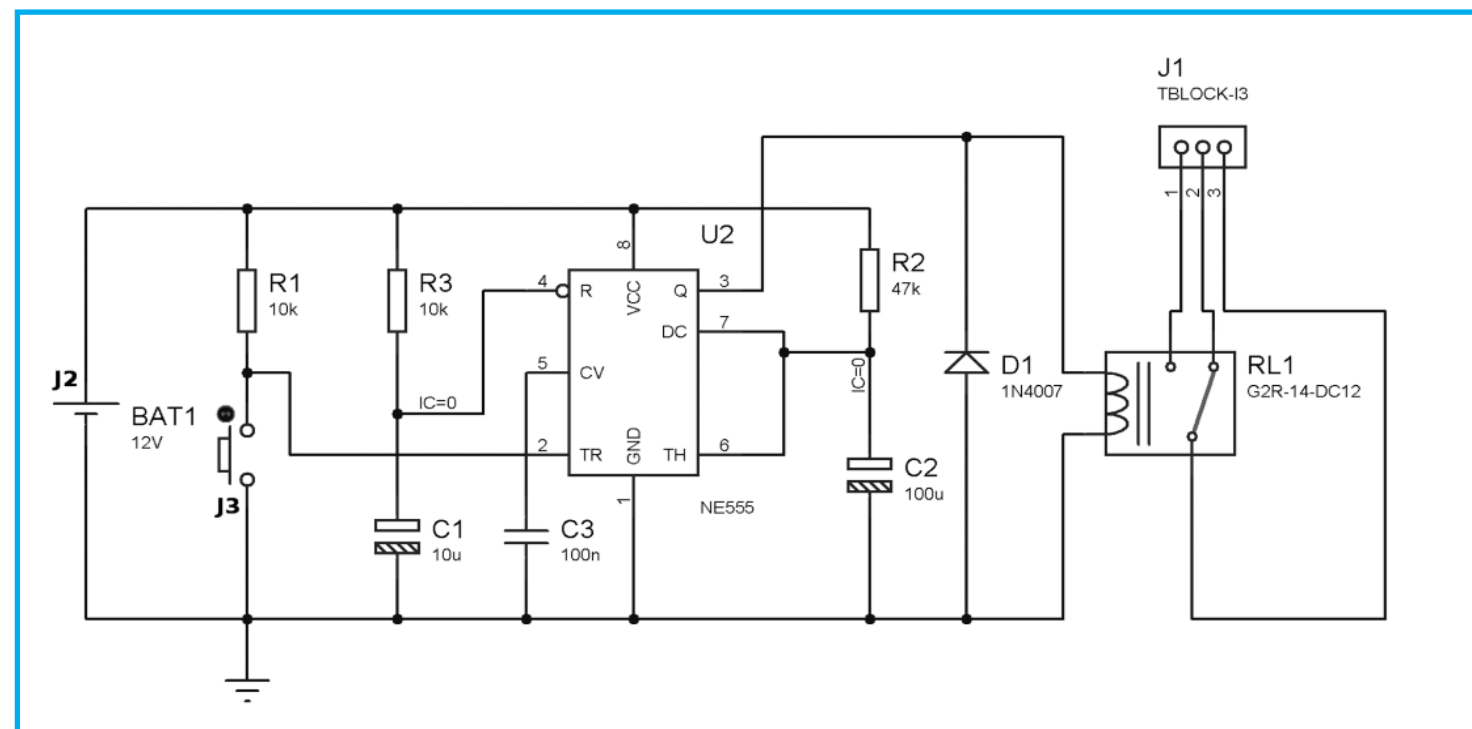 J1
TBLOCK-I3
1
2
3
U2
8
R1
10k
R3
10k
4
R
VCC
Q
3
R2
47k
DC
7
5
CV
IC=0
IC=0
J2
BAT1
12V
D1
1N4007
RL1
G2R-14-DC12
2
TR
GND
TH
6
J3
1
NE555
C1
10u
C3
100n
C2
100u